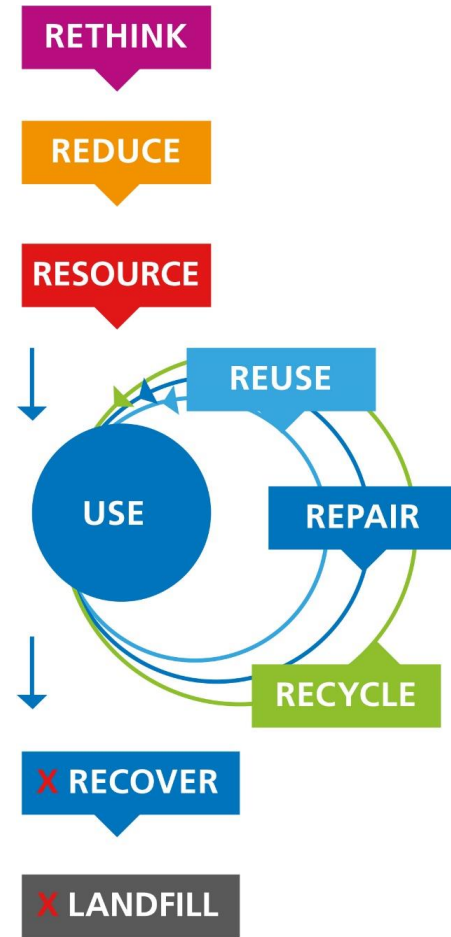 RETHINK
REDUCE
RESOURCE
REUSE
USE
REPAIR
RECYCLE
X RECOVER
X LANDFILL